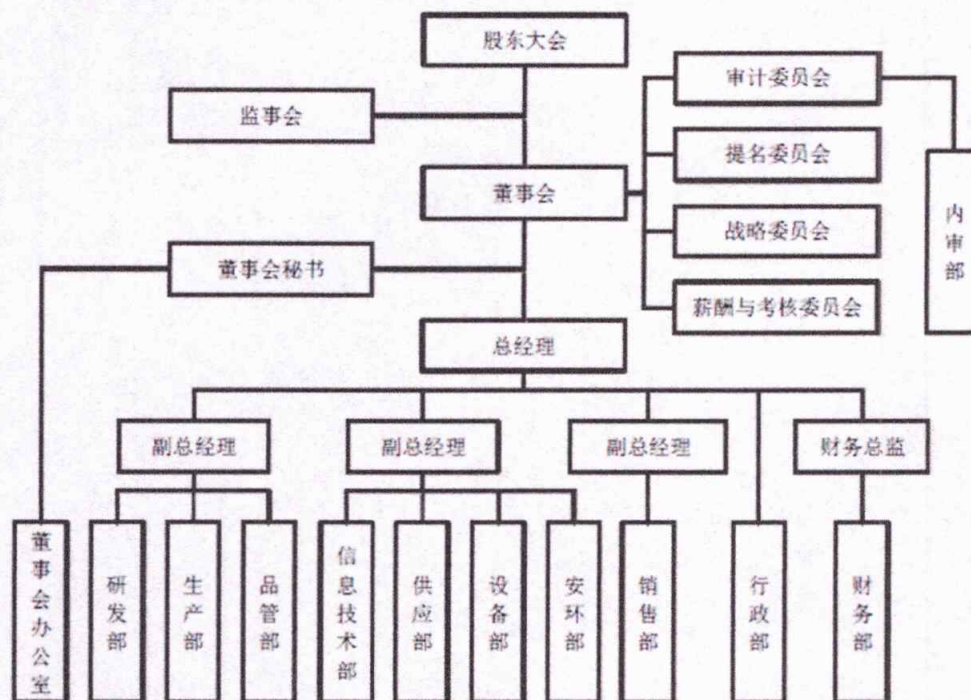 股东大会
审计委员会
监事会
提名委员会
董事会
战略委员会
内审部
董事会秘书
薪酬与考核委员会
总经理
副总经理
副总经理
副总经理
财务总监
董事会办公室
研发部
生产部
品管部
信息技术部
供应部
设备部
安环部
销售部
行政部
财务部